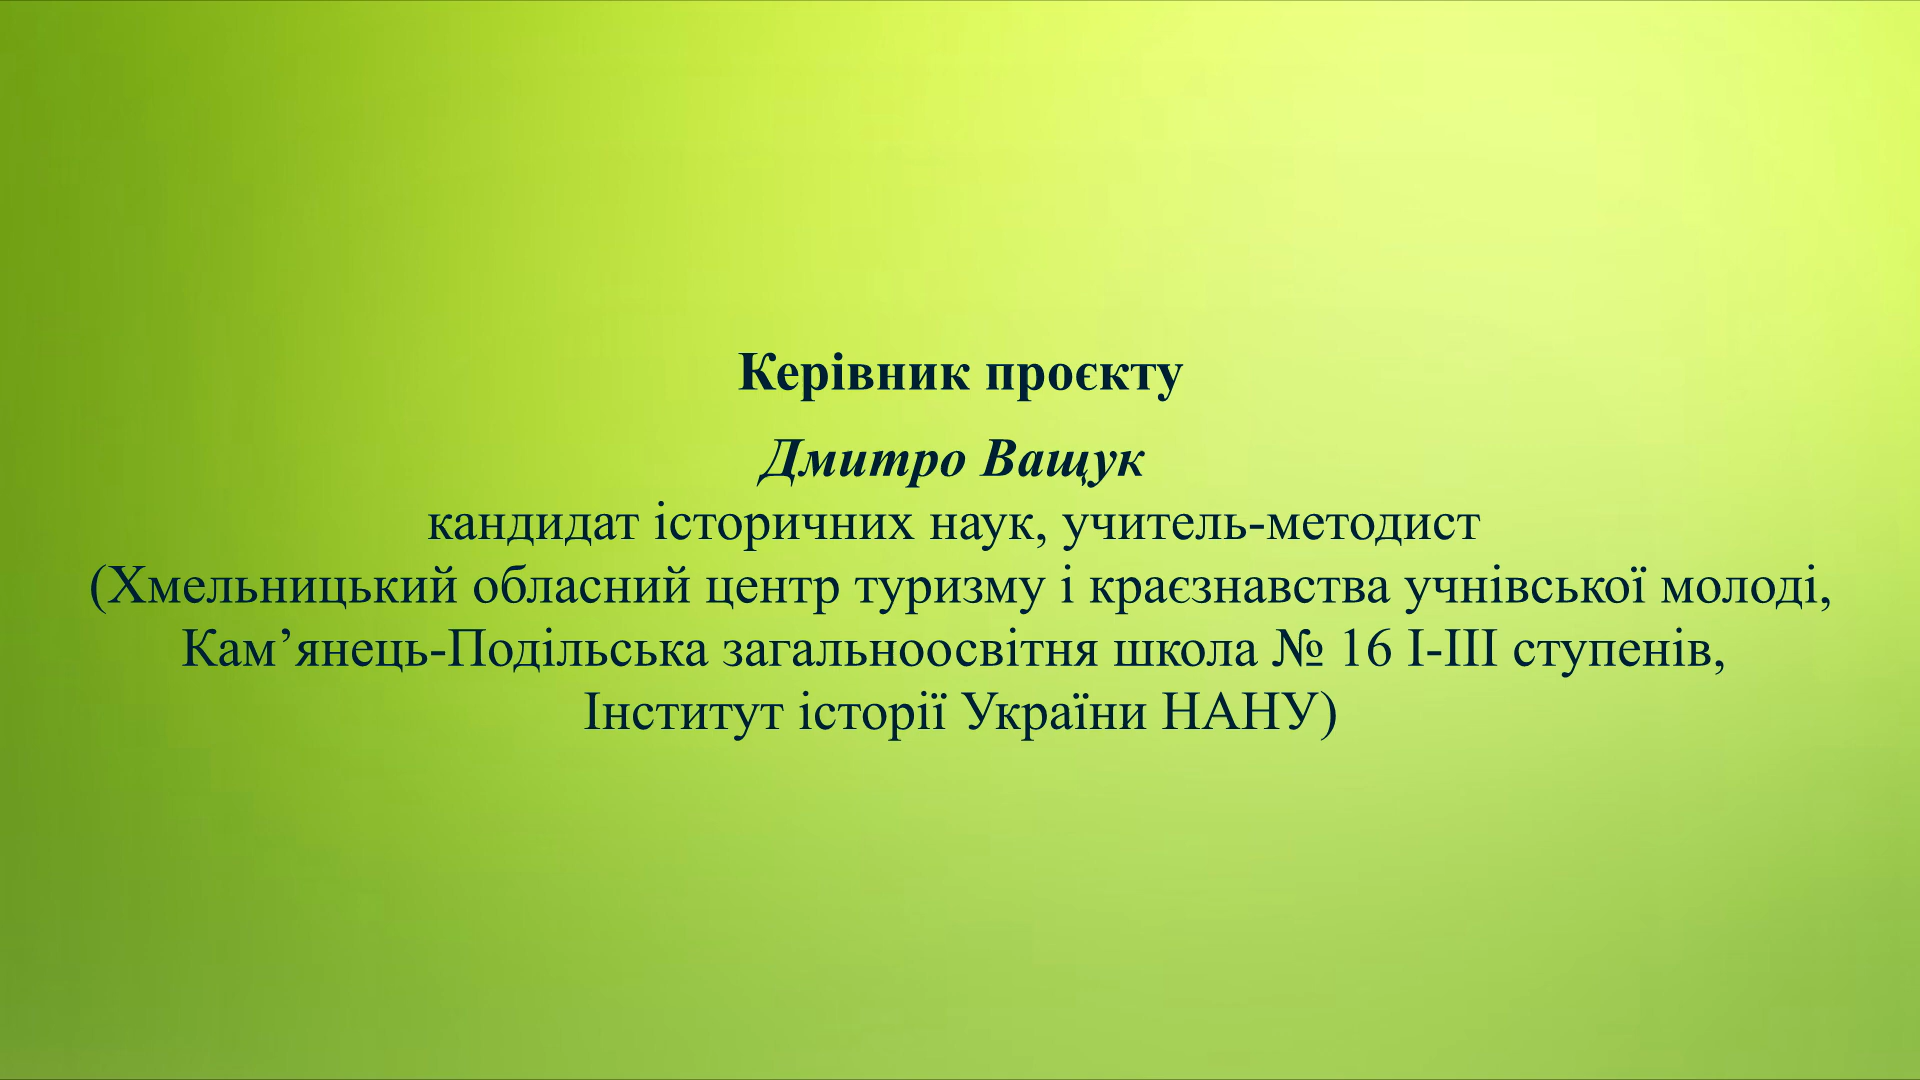 Керівник проєкту
Дмитро Ващук
кандидат історичних наук, учитель-методист
(Хмельницький обласний центр туризму і краєзнавства учнівської молоді,
Кам’янець-Подільська загальноосвітня школа № 16 І-ІІІ ступенів,
Інститут історії України НАНУ)